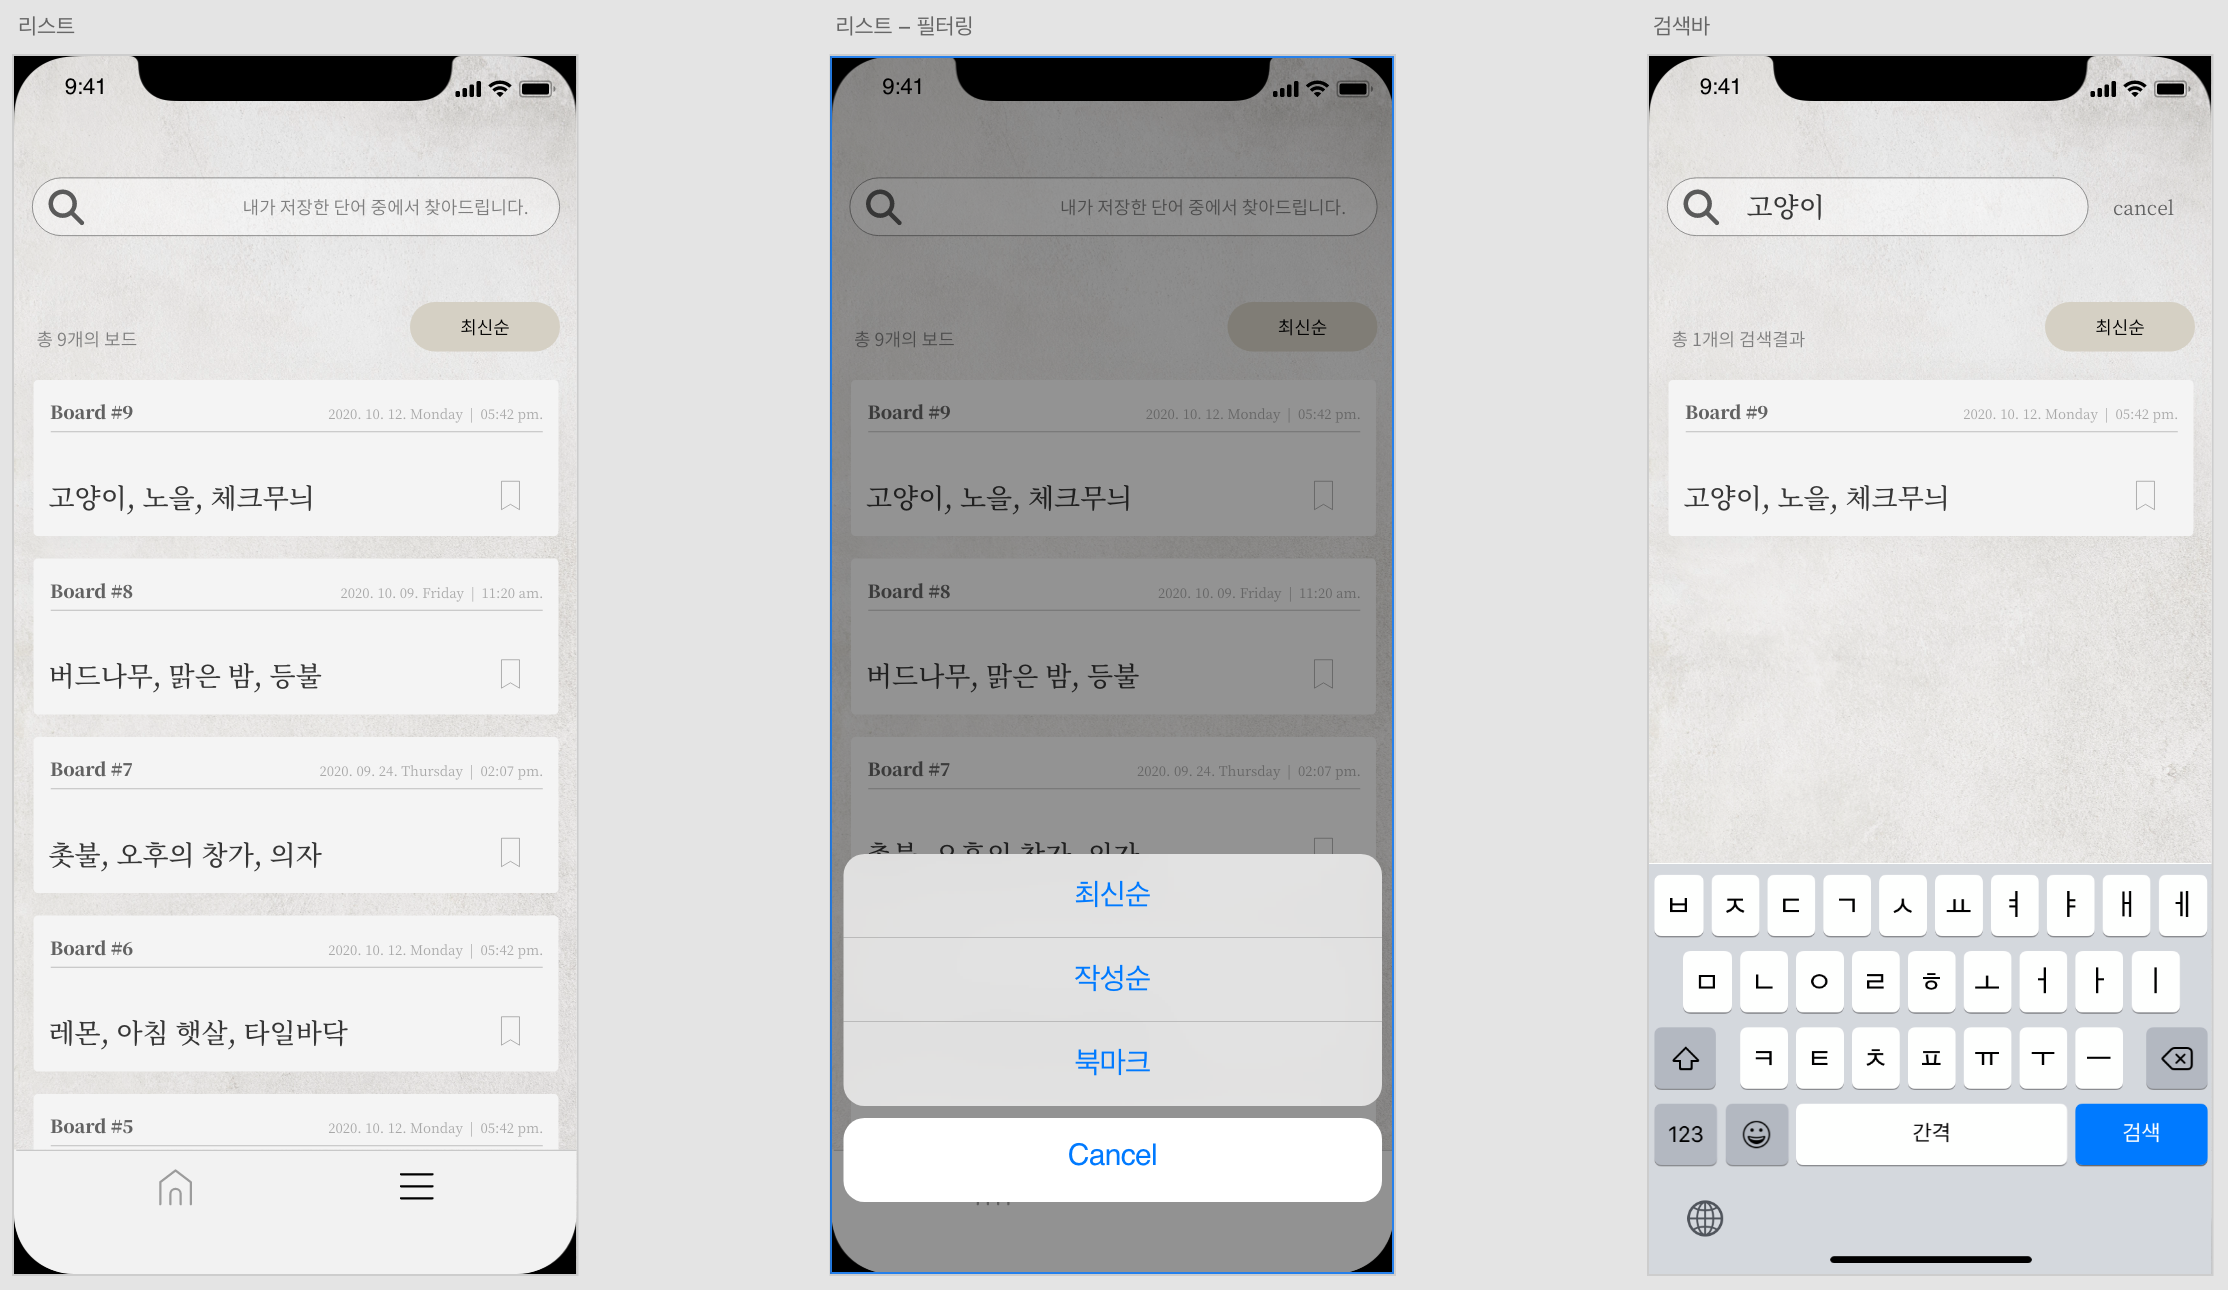 리스트
9:41
내가 저장한 단어 중에서 찾아드립니다.
최신순
총 9개의 보드
Board #9
2020. 10. 12. Monday | 05:42 pm.
고양이, 노을, 체크무늬
Board #8
2020. 10. 09. Friday | 11:20 am.
버드나무, 맑은 밤, 등불
Board #7
2020. 09. 24. Thursday | 02:07 pm.
촛불, 오후의 창가, 의자
Board #6
2020. 10. 12. Monday | 05:42 pm.
레몬, 아침 햇살, 타일바닥
Board #5
2020. 10. 12. Monday | 05:42 pm.
리스트 – 필터링
9:41
내가 저장한 단어 중에서 찾아드립니다.
최신순
총 9개의 보드
Board #9
2020. 10. 12. Monday | 05:42 pm.
고양이, 노을, 체크무늬
Board #8
2020. 10. 09. Friday | 11:20 am.
버드나무, 맑은 밤, 등불
Board #7
2020. 09. 24. Thursday | 02:07 pm.
촛불, 오후의 창가, 의자
최신순
작성순
북마크
Cancel
검색바
9:41
고양이
cancel
최신순
총 1개의 검색결과
Board #9
2020. 10. 12. Monday | 05:42 pm.
고양이, 노을, 체크무늬
ㅂ ㅈ ㄷ ㄱ ㅅ ㅛ ㅕ ㅑ ㅐ ㅔ
ㅁ ㄴ ㅇ ㄹ ㅎ ㅗ ㅓ ㅏ ㅣ
ㅋ ㅌ ㅊ ㅍ ㅠ ㅜ ㅡ
123 간격 검색